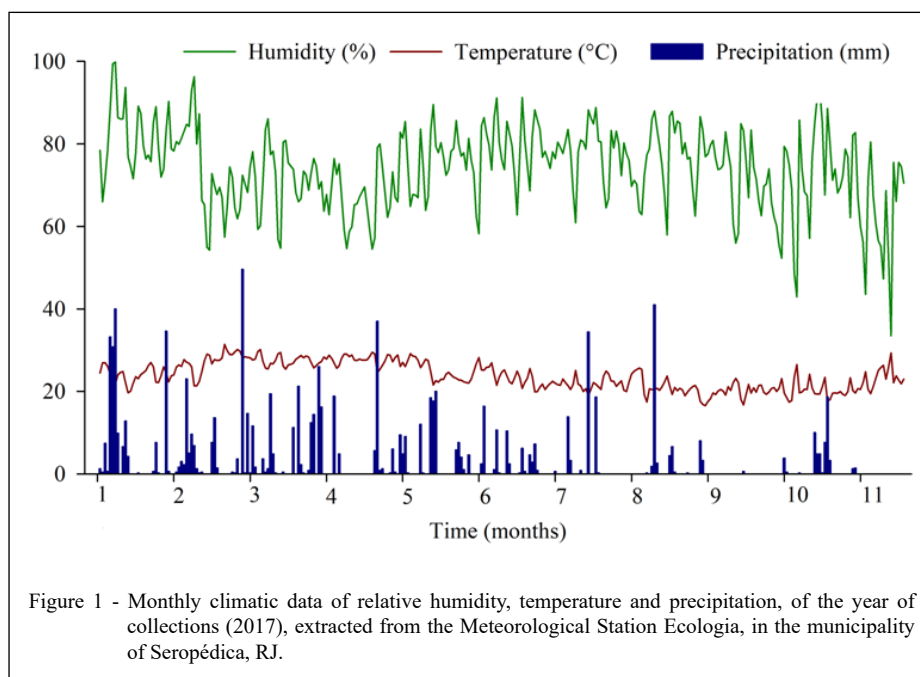 Humidity (%) Temperature (°C) Precipitation (mm)
100
80
60
40
20
0
1 2 3 4 5 6 7 8 9 10 11
Time (months)
Figure 1 - Monthly climatic data of relative humidity, temperature and precipitation, of the year of
collections (2017), extracted from the Meteorological Station Ecologia, in the municipality
of Seropédica, RJ.